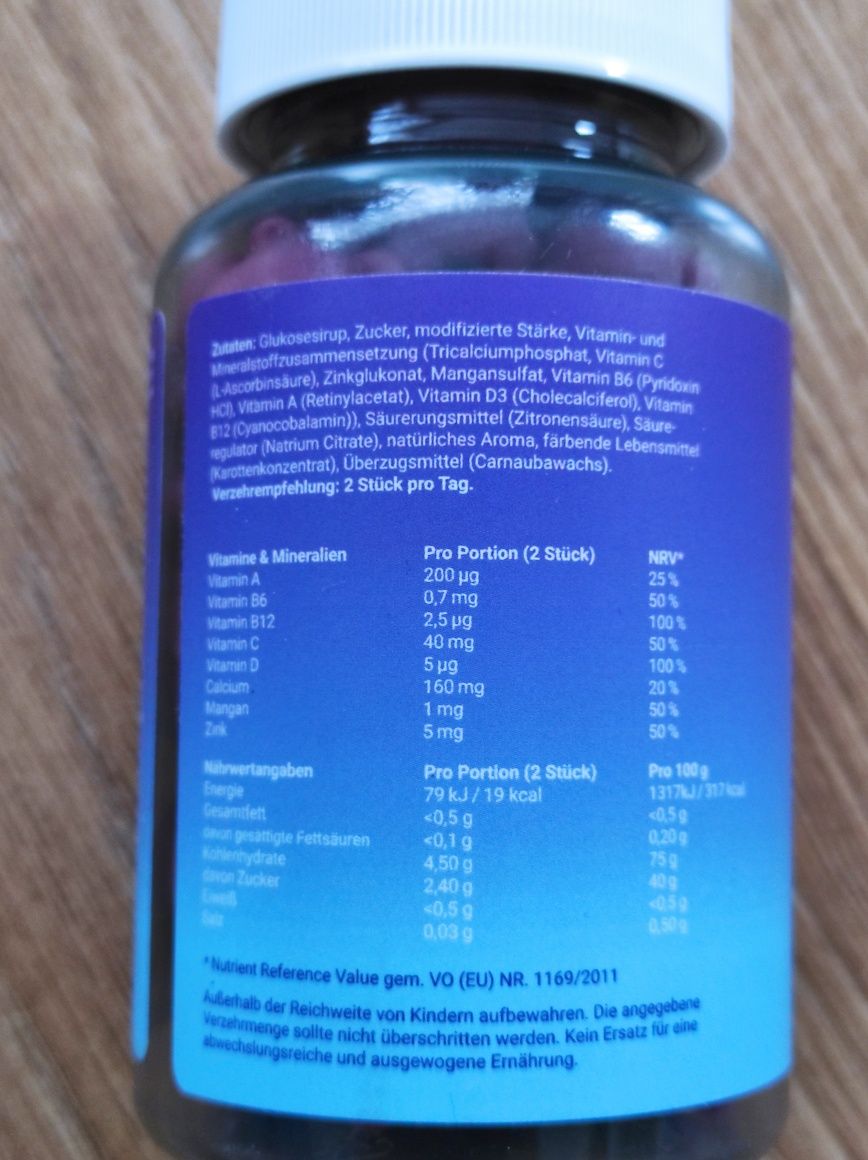 Zutaten: Glukosesirup, Zucker, modifizierte Stärke, Vitamin- und
Mineralstoffzusammensetzung (Tricalciumphosphat, Vitamin C
(L-Ascorbinsäure), Zinkglukonat, Mangansulfat, Vitamin B6 (Pyridoxin
HCl), Vitamin A (Retinylacetat), Vitamin D3 (Cholecalciferol), Vitamin
B12 (Cyanocobalamin)), Säurerungsmittel (Zitronensäure), Säure-
regulator (Natrium Citrate), natürliches Aroma, färbende Lebensmittel
(Karottenkonzentrat), Überzugsmittel (Carnaubawachs).
Verzehrempfehlung: 2 Stück pro Tag.
Vitamine & Mineralien Pro Portion (2 Stück) NRV*
Vitamin A 200 µg 25 %
Vitamin B6 0,7 mg 50 %
Vitamin B12 2,5 µg 100 %
Vitamin C 40 mg 50 %
Vitamin D 5 µg 100 %
Calcium 160 mg 20 %
Mangan 1 mg 50 %
Zink 5 mg 50 %
Nährwertangaben Pro Portion (2 Stück) Pro 100 g
Energie 79 kJ / 19 kcal 1317kJ / 317 kcal
Gesamtfett <0,5 g <0,5 g
davon gesättigte Fettsäuren <0,1 g 0,20 g
Kohlenhydrate 4,50 g 75 g
davon Zucker 2,40 g 40 g
Eiweiß <0,5 g <0,5 g
Salz 0,03 g 0,50 g
* Nutrient Reference Value gem. VO (EU) NR. 1169/2011
Außerhalb der Reichweite von Kindern aufbewahren. Die angegebene
Verzehrmenge sollte nicht überschritten werden. Kein Ersatz für eine
abwechslungsreiche und ausgewogene Ernährung.